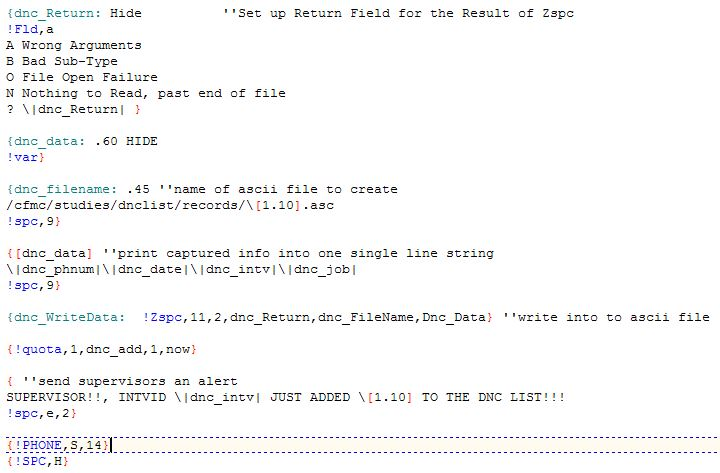 {dnc_Return: Hide ''Set up Return Field for the Result of Zspc
!Fld,a
A Wrong Arguments
B Bad Sub-Type
O File Open Failure
N Nothing to Read, past end of file
? \|dnc_Return| }
{dnc_data: .60 HIDE
!var}
{dnc_filename: .45 ''name of ascii file to create
/cfmc/studies/dnclist/records/\[1.10].asc
!spc,9}
{[dnc_data] ''print captured info into one single line string
\|dnc_phnum|\|dnc_date|\|dnc_intv|\|dnc_job|
!spc,9}
{dnc_WriteData: !Zspc,11,2,dnc_Return,dnc_FileName,Dnc_Data} ''write into to ascii file
{!quota,1,dnc_add,1,now}
{ ''send supervisors an alert
SUPERVISOR!!, INTVID \|dnc_intv| JUST ADDED \[1.10] TO THE DNC LIST!!!
!spc,e,2}
{!PHONE,S,14}
{!SPC,H}